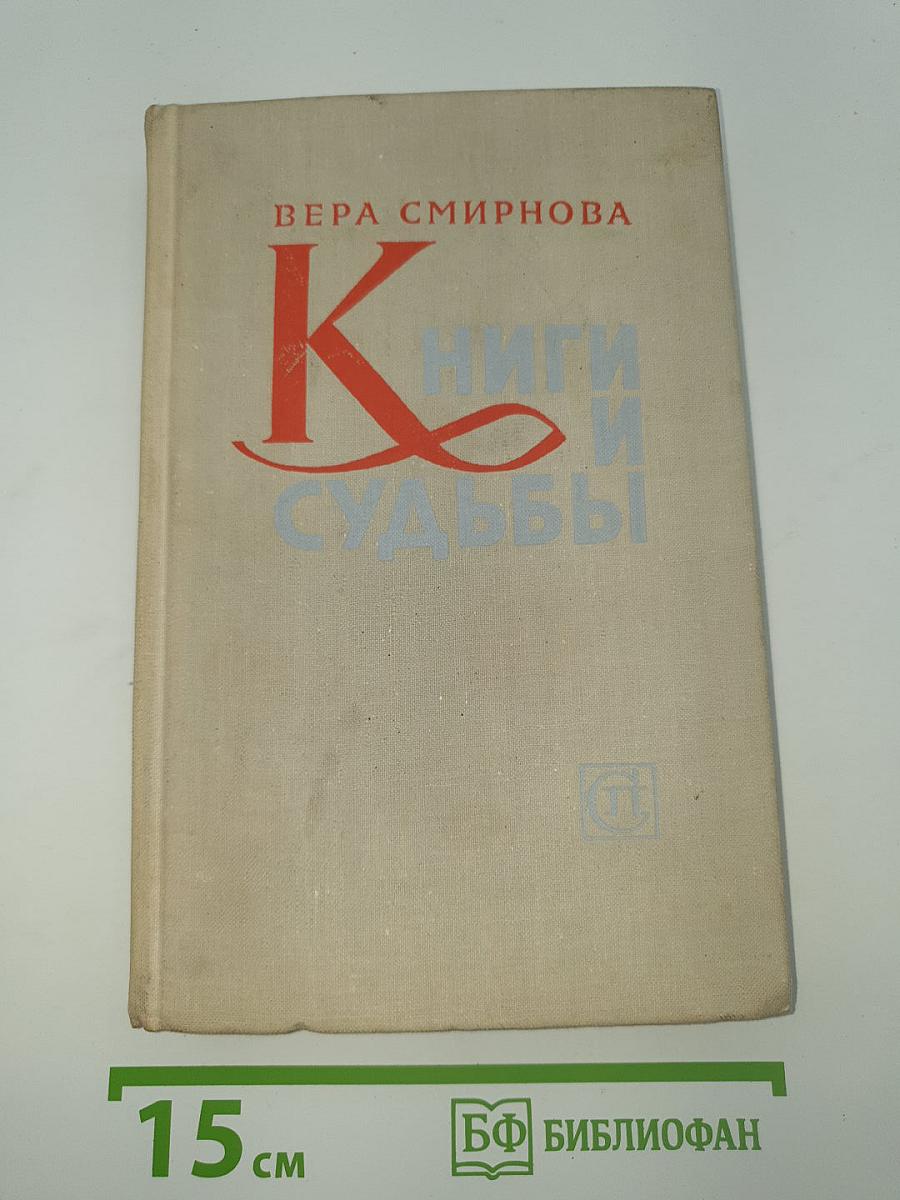 ВЕРА СМИРНОВА
КНИГИ
И
СУДЬБЫ
СП
15 см
БФ БИБЛИОФАН